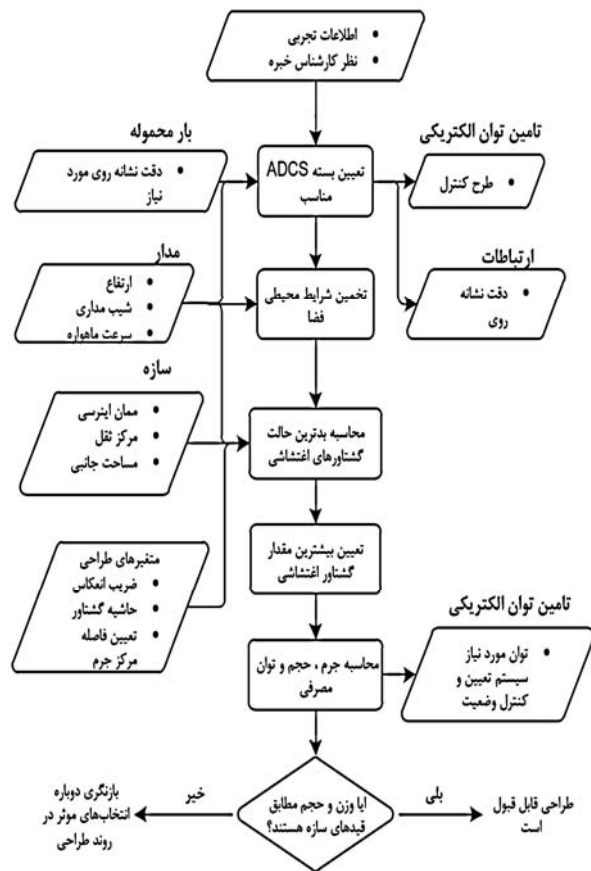 اطلاعات تجربی
نظر کارشناس خبره
بار محموله
دقت نشانه روی مورد
نیاز
تعیین بسته ADCS
مناسب
تامین توان الکتریکی
طرح کنترل
ارتباطات
دقت نشانه
روی
مدار
ارتفاع
شیب مداری
سرعت ماهواره
تخمین شرایط محیطی
فضا
سازه
ممان اینرسی
مرکز ثقل
مساحت جانبی
محاسبه بدترین حالت
گشتاورهای اغتشاشی
متغیرهای طراحی
ضریب انعکاس
حاشیه گشتاور
تعیین فاصله
مرکز جرم
تعیین بیشترین مقدار
گشتاور اغتشاشی
محاسبه جرم ، حجم و توان
مصرفی
تامین توان الکتریکی
توان مورد نیاز
سیستم تعیین و
کنترل وضعیت
ایا وزن و حجم مطابق
قیدهای سازه هستند؟
بلی
طراحی قابل قبول
است
خیر
بازنگری دوباره
انتخاب‌های موثر در
روند طراحی